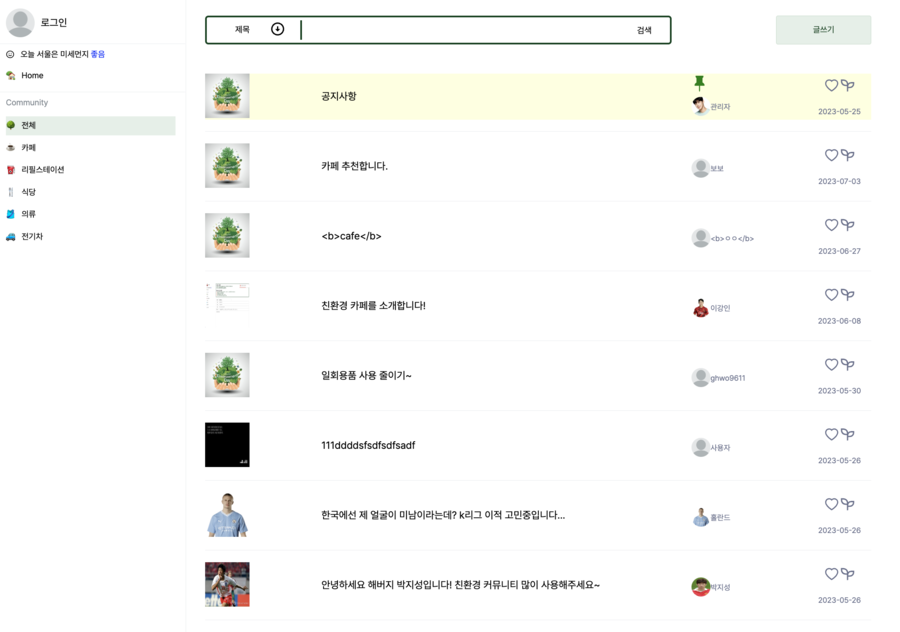 로그인
오늘 서울은 미세먼지 좋음
Home
Community
전체
카페
리필스테이션
식당
의류
전기차
제목
검색
글쓰기
공지사항
관리자
2023-05-25
카페 추천합니다.
보보
2023-07-03
<b>cafe</b>
<b>ㅇㅇ</b>
2023-06-27
친환경 카페를 소개합니다!
이강인
2023-06-08
일회용품 사용 줄이기~
ghwo9611
2023-05-30
111ddddsfsdfsdfsadf
사용자
2023-05-26
한국에선 제 얼굴이 미남이라는데? k리그 이적 고민중입니다...
홀란드
2023-05-26
안녕하세요 해버지 박지성입니다! 친환경 커뮤니티 많이 사용해주세요~
박지성
2023-05-26